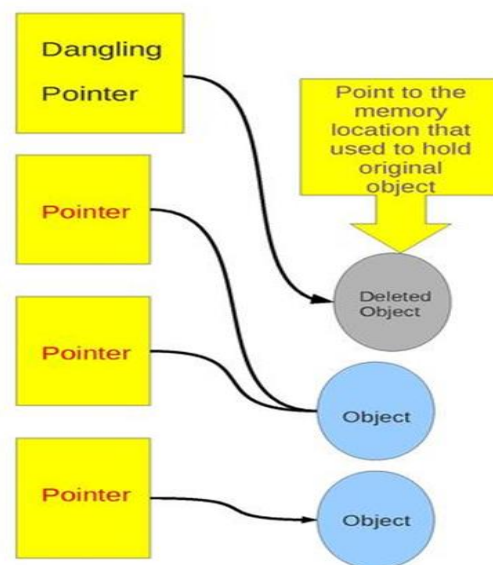 Dangling
Pointer
Point to the
memory
location that
used to hold
original
object
Pointer
Deleted
Object
Pointer
Object
Pointer
Object